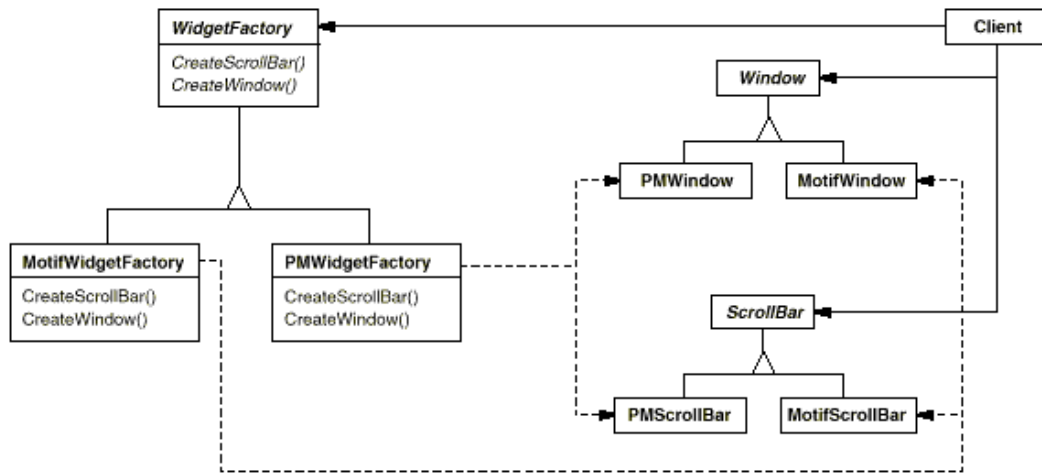 WidgetFactory
CreateScrollBar()
CreateWindow()
Client
Window
PMWindow
MotifWindow
MotifWidgetFactory
CreateScrollBar()
CreateWindow()
PMWidgetFactory
CreateScrollBar()
CreateWindow()
ScrollBar
PMScrollBar
MotifScrollBar